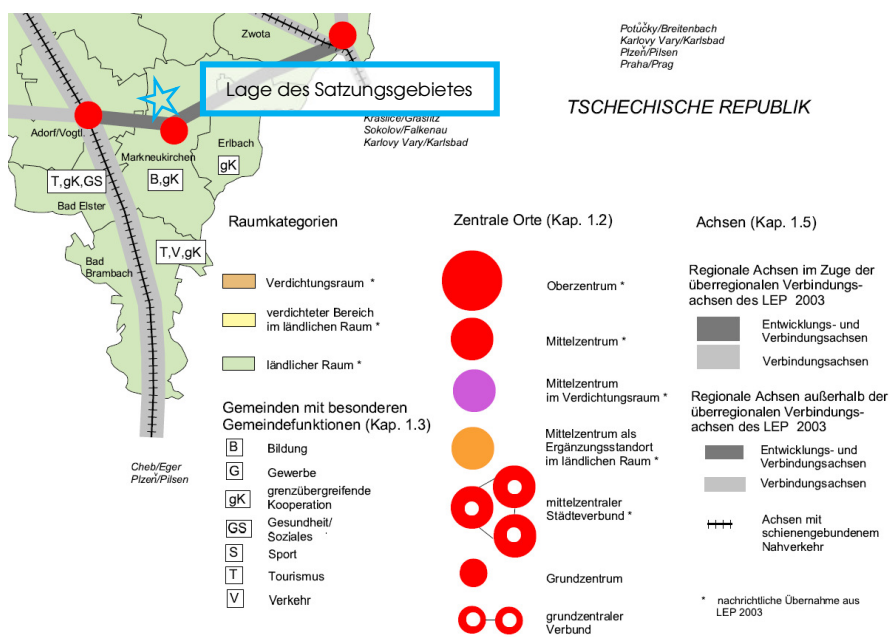 Zwota
Potůčky/Breitenbach
Karlovy Vary/Karlsbad
Plzeň/Pilsen
Praha/Prag
Lage des Satzungsgebietes
TSCHECHISCHE REPUBLIK
Kraslice/Graslitz
Sokolov/Falkenau
Karlovy Vary/Karlsbad
Adorf/Vogtl.
Markneukirchen
Erlbach
T,gK,GS
B,gK
gK
Bad Elster
T,V,gK
Bad
Brambach
Cheb/Eger
Plzeň/Pilsen
Raumkategorien
Verdichtungsraum *
verdichteter Bereich
im ländlichen Raum *
ländlicher Raum *
Gemeinden mit besonderen
Gemeindefunktionen (Kap. 1.3)
B Bildung
G Gewerbe
gK grenzübergreifende
Kooperation
GS Gesundheit/
Soziales
S Sport
T Tourismus
V Verkehr
Zentrale Orte (Kap. 1.2)
Oberzentrum *
Mittelzentrum *
Mittelzentrum
im Verdichtungsraum *
Mittelzentrum als
Ergänzungsstandort
im ländlichen Raum *
mittelzentraler
Städteverbund *
Grundzentrum
grundzentraler
Verbund
Achsen (Kap. 1.5)
Regionale Achsen im Zuge der
überregionalen Verbindungs-
achsen des LEP 2003
Entwicklungs- und
Verbindungsachsen
Verbindungsachsen
Regionale Achsen außerhalb der
überregionalen Verbindungs-
achsen des LEP 2003
Entwicklungs- und
Verbindungsachsen
Verbindungsachsen
Achsen mit
schienengebundenem
Nahverkehr
* nachrichtliche Übernahme aus
LEP 2003